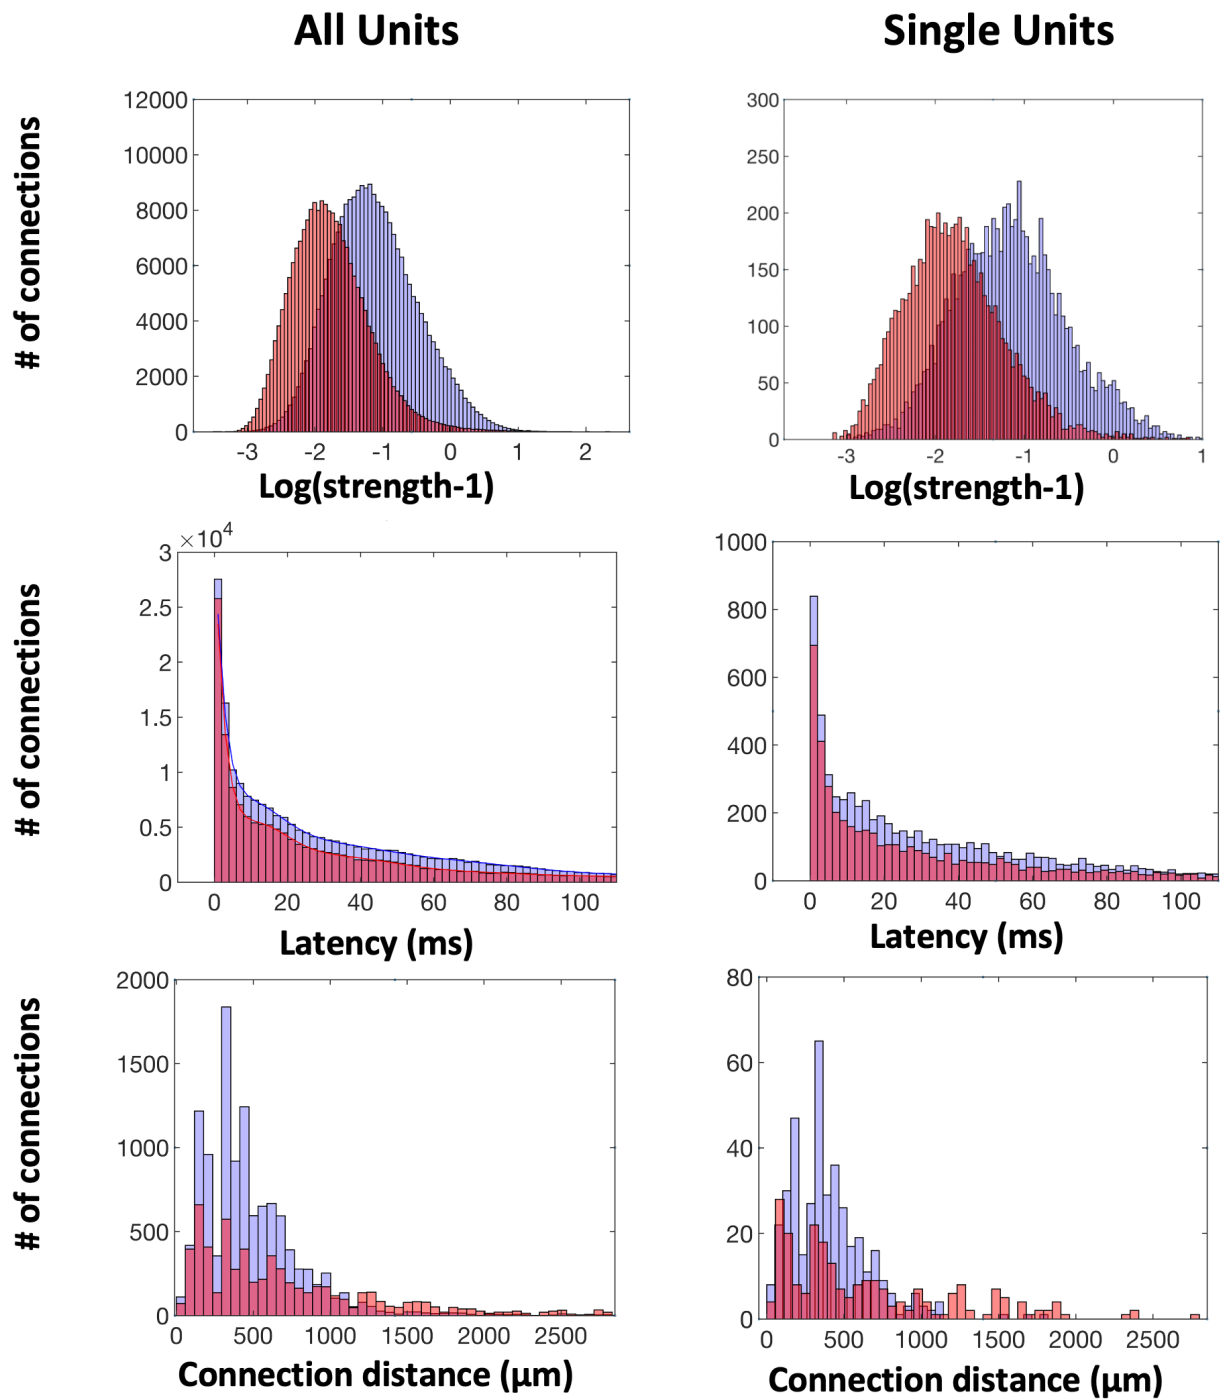 All Units
Single Units
# of connections
12000
10000
8000
6000
4000
2000
0
-3 -2 -1 0 1 2
Log(strength-1)
300
250
200
150
100
50
0
-3 -2 -1 0 1
Log(strength-1)
# of connections
×10⁴
3
2.5
2
1.5
1
0.5
0
0 20 40 60 80 100
Latency (ms)
1000
800
600
400
200
0
0 20 40 60 80 100
Latency (ms)
# of connections
2000
1500
1000
500
0
0 500 1000 1500 2000 2500
Connection distance (μm)
80
60
40
20
0
0 500 1000 1500 2000 2500
Connection distance (μm)